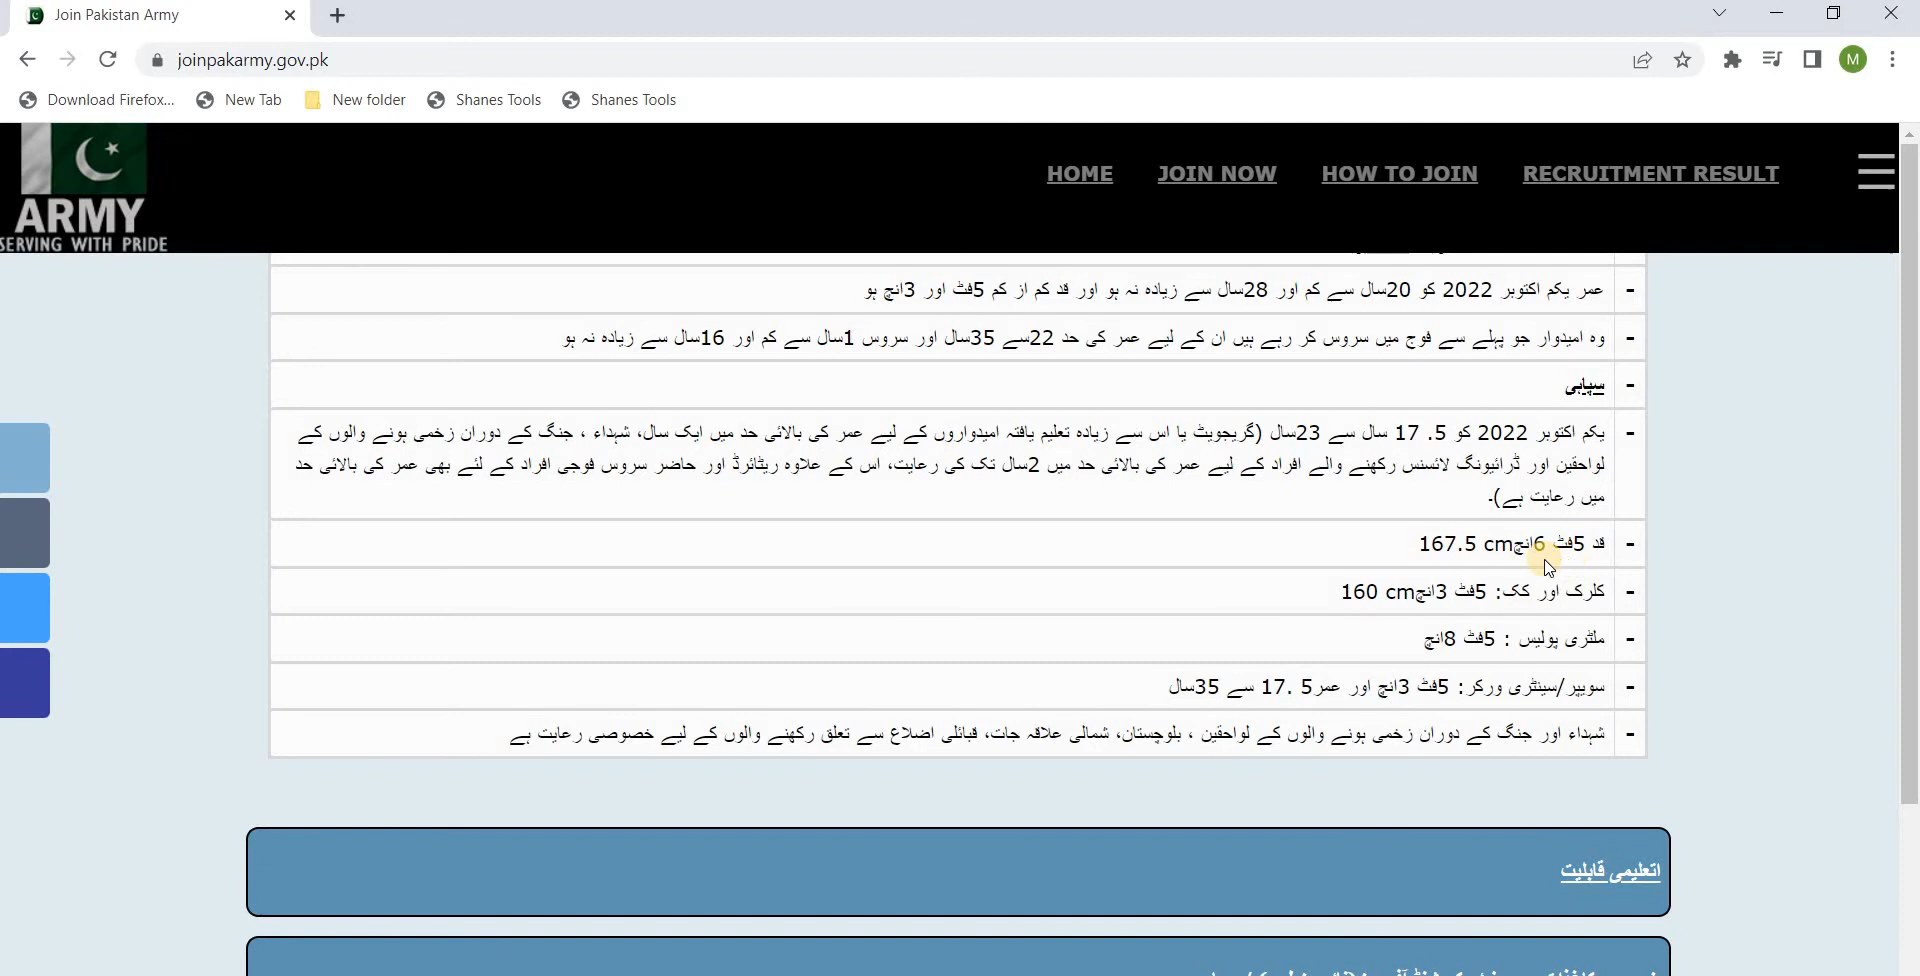 Join Pakistan Army
joinpakarmy.gov.pk
M
Download Firefox...
New Tab
New folder
Shanes Tools
Shanes Tools
ARMY
SERVING WITH PRIDE
HOME
JOIN NOW
HOW TO JOIN
RECRUITMENT RESULT
- عمر یکم اکتوبر 2022 کو 20سال سے کم اور 28سال سے زیادہ نہ ہو اور قد کم از کم 5فٹ اور 3انچ ہو
- وہ امیدوار جو پہلے سے فوج میں سروس کر رہے ہیں ان کے لیے عمر کی حد 22سے 35سال اور سروس 1سال سے کم اور 16سال سے زیادہ نہ ہو
- سپاہی
- یکم اکتوبر 2022 کو 5. 17 سال سے 23سال (گریجویٹ یا اس سے زیادہ تعلیم یافتہ امیدواروں کے لیے عمر کی بالائی حد میں ایک سال، شہداء ، جنگ کے دوران زخمی ہونے والوں کے
لواحقین اور ڈرائیونگ لائسنس رکھنے والے افراد کے لیے عمر کی بالائی حد میں 2سال تک کی رعایت، اس کے علاوہ ریٹائرڈ اور حاضر سروس فوجی افراد کے لئے بھی عمر کی بالائی حد
میں رعایت ہے)۔
- قد 5فٹ 6انچ167.5 cm
- کلرک اور کک: 5فٹ 3انچ160 cm
- ملٹری پولیس : 5فٹ 8انچ
- سویپر/سینٹری ورکر: 5فٹ 3انچ اور عمر5 .17 سے 35سال
- شہداء اور جنگ کے دوران زخمی ہونے والوں کے لواحقین ، بلوچستان، شمالی علاقہ جات، قبائلی اضلاع سے تعلق رکھنے والوں کے لیے خصوصی رعایت ہے
اتعلیمی قابلیت